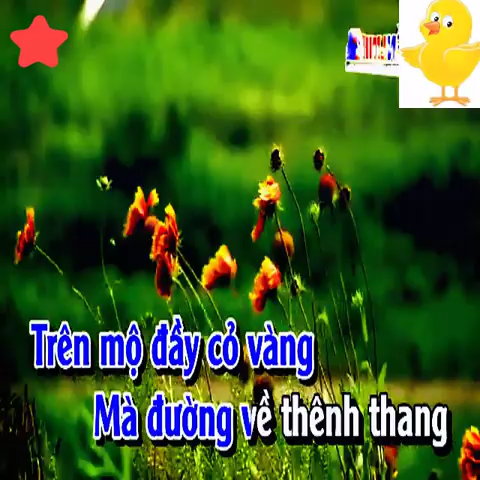 Trên mộ đầy cỏ vàng
Mà đường về thênh thang